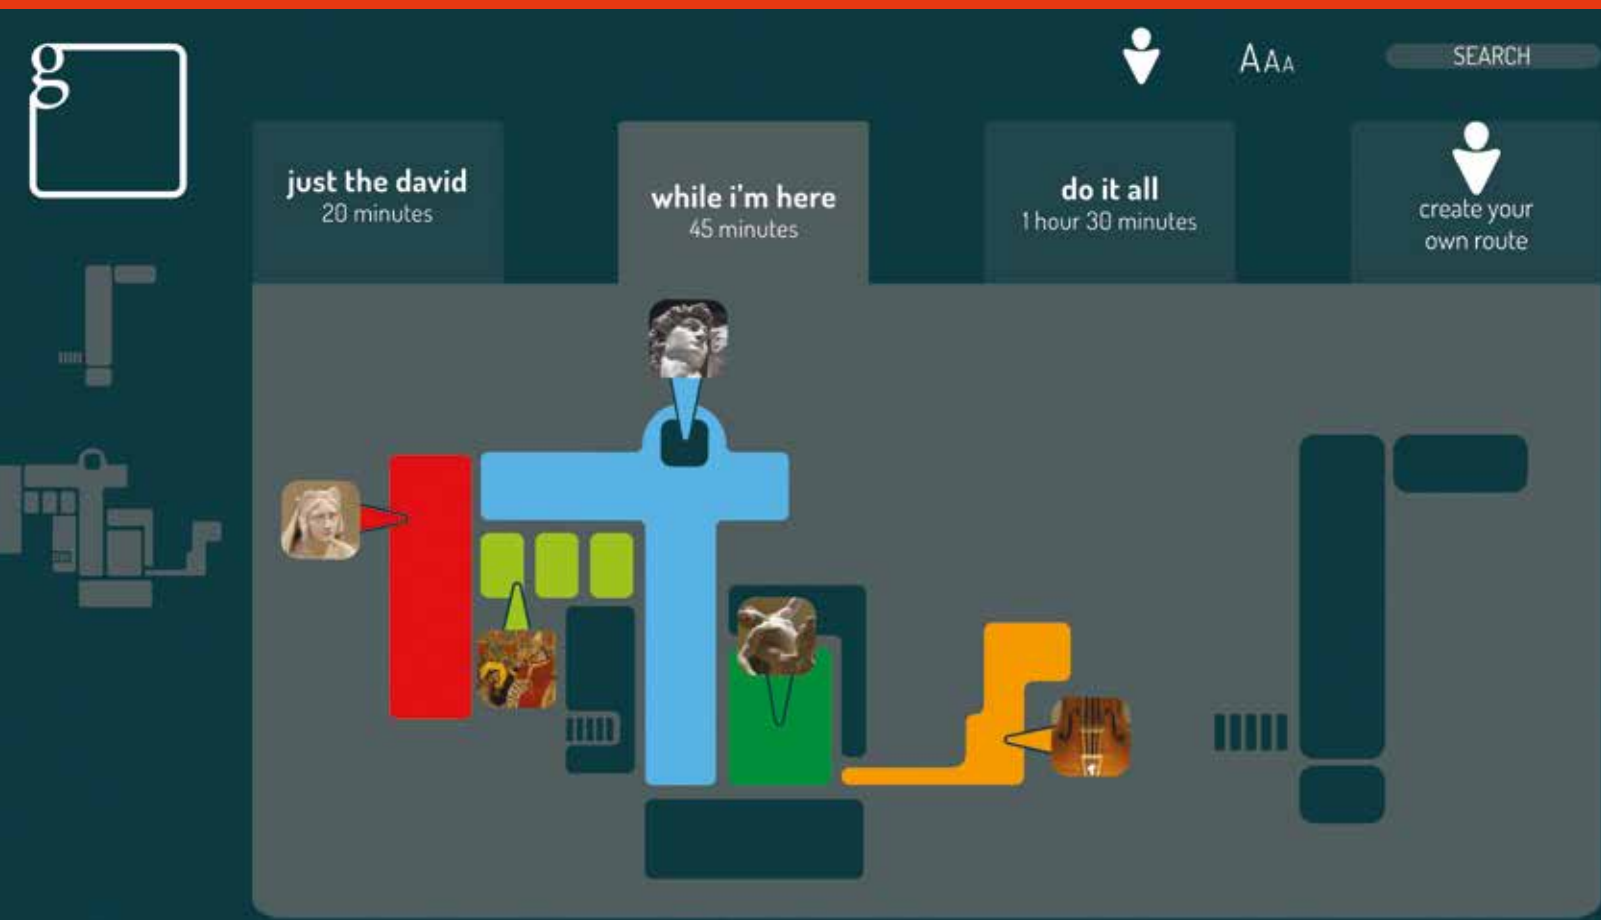 g
AAA
SEARCH
just the david
20 minutes
while i'm here
45 minutes
do it all
1 hour 30 minutes
create your
own route